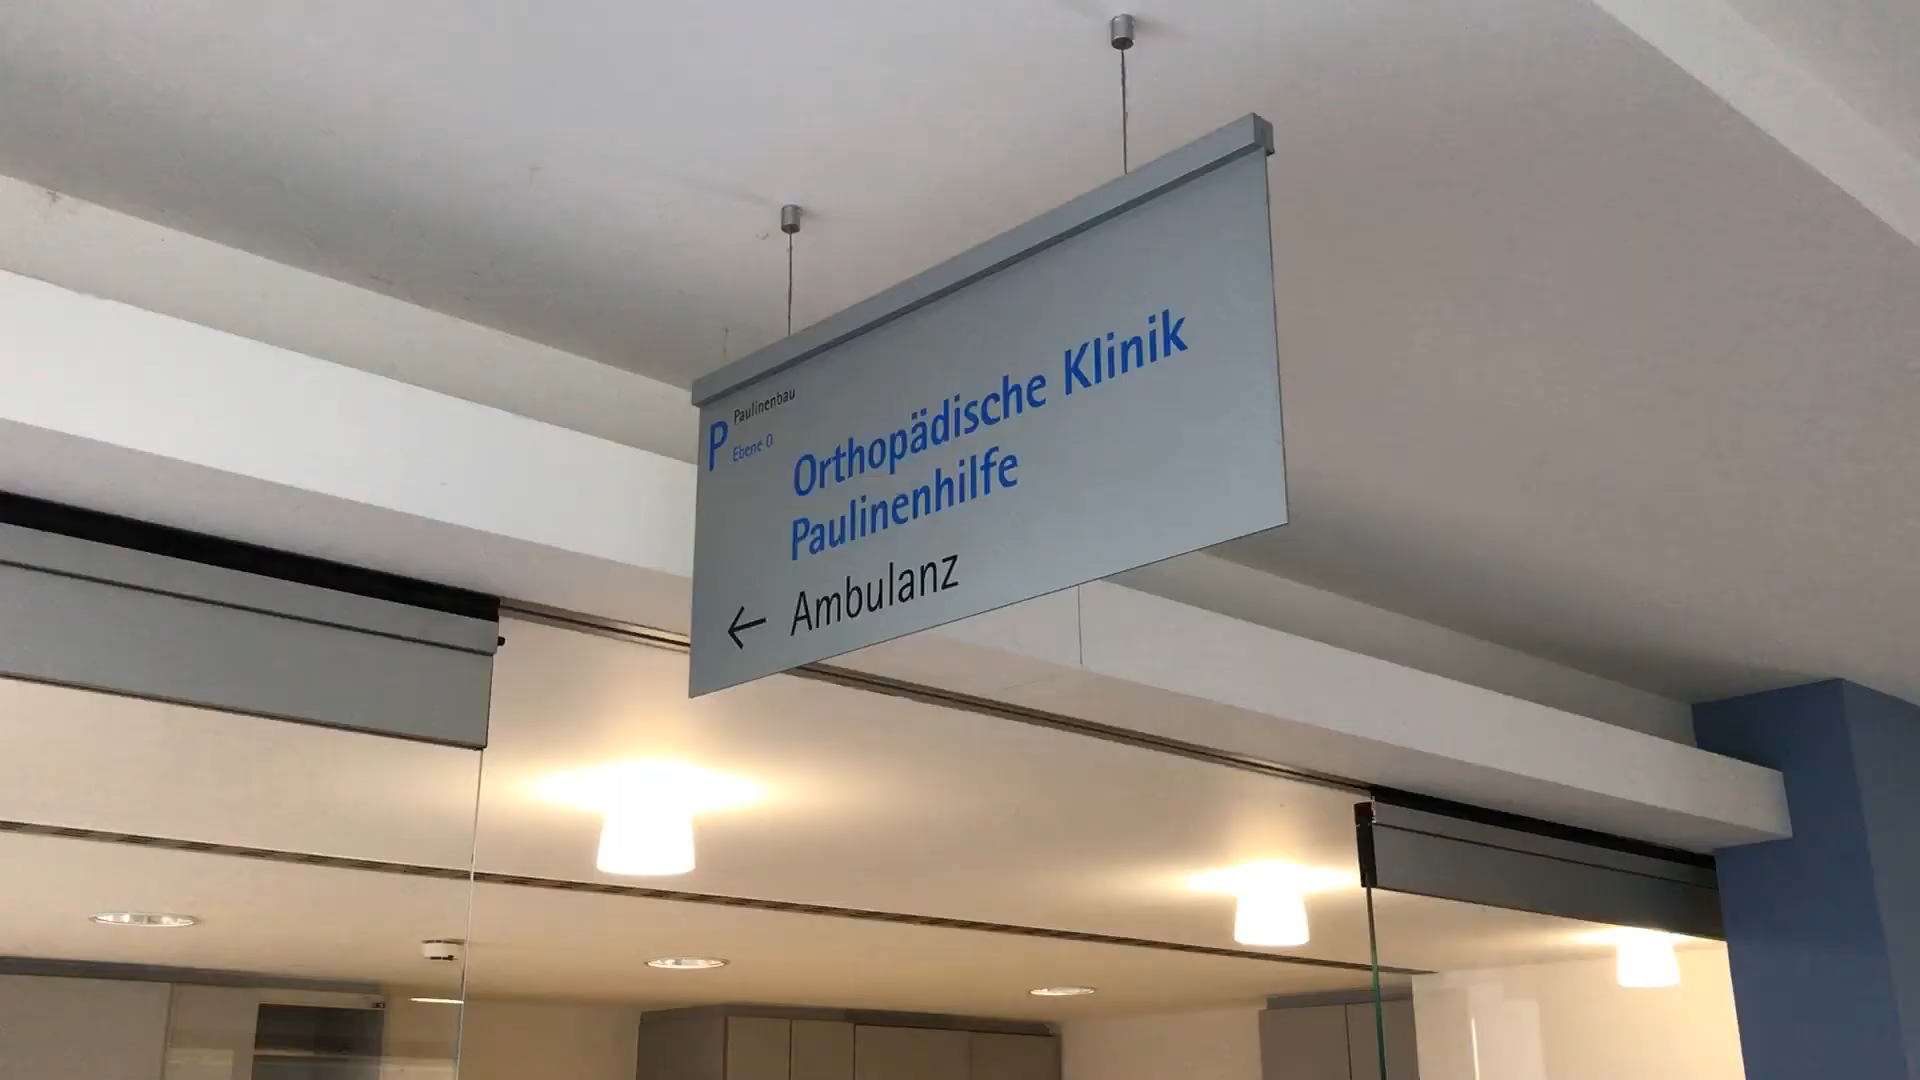 P
Paulinenbau
Ebene 0
Orthopädische Klinik
Paulinenhilfe
← Ambulanz